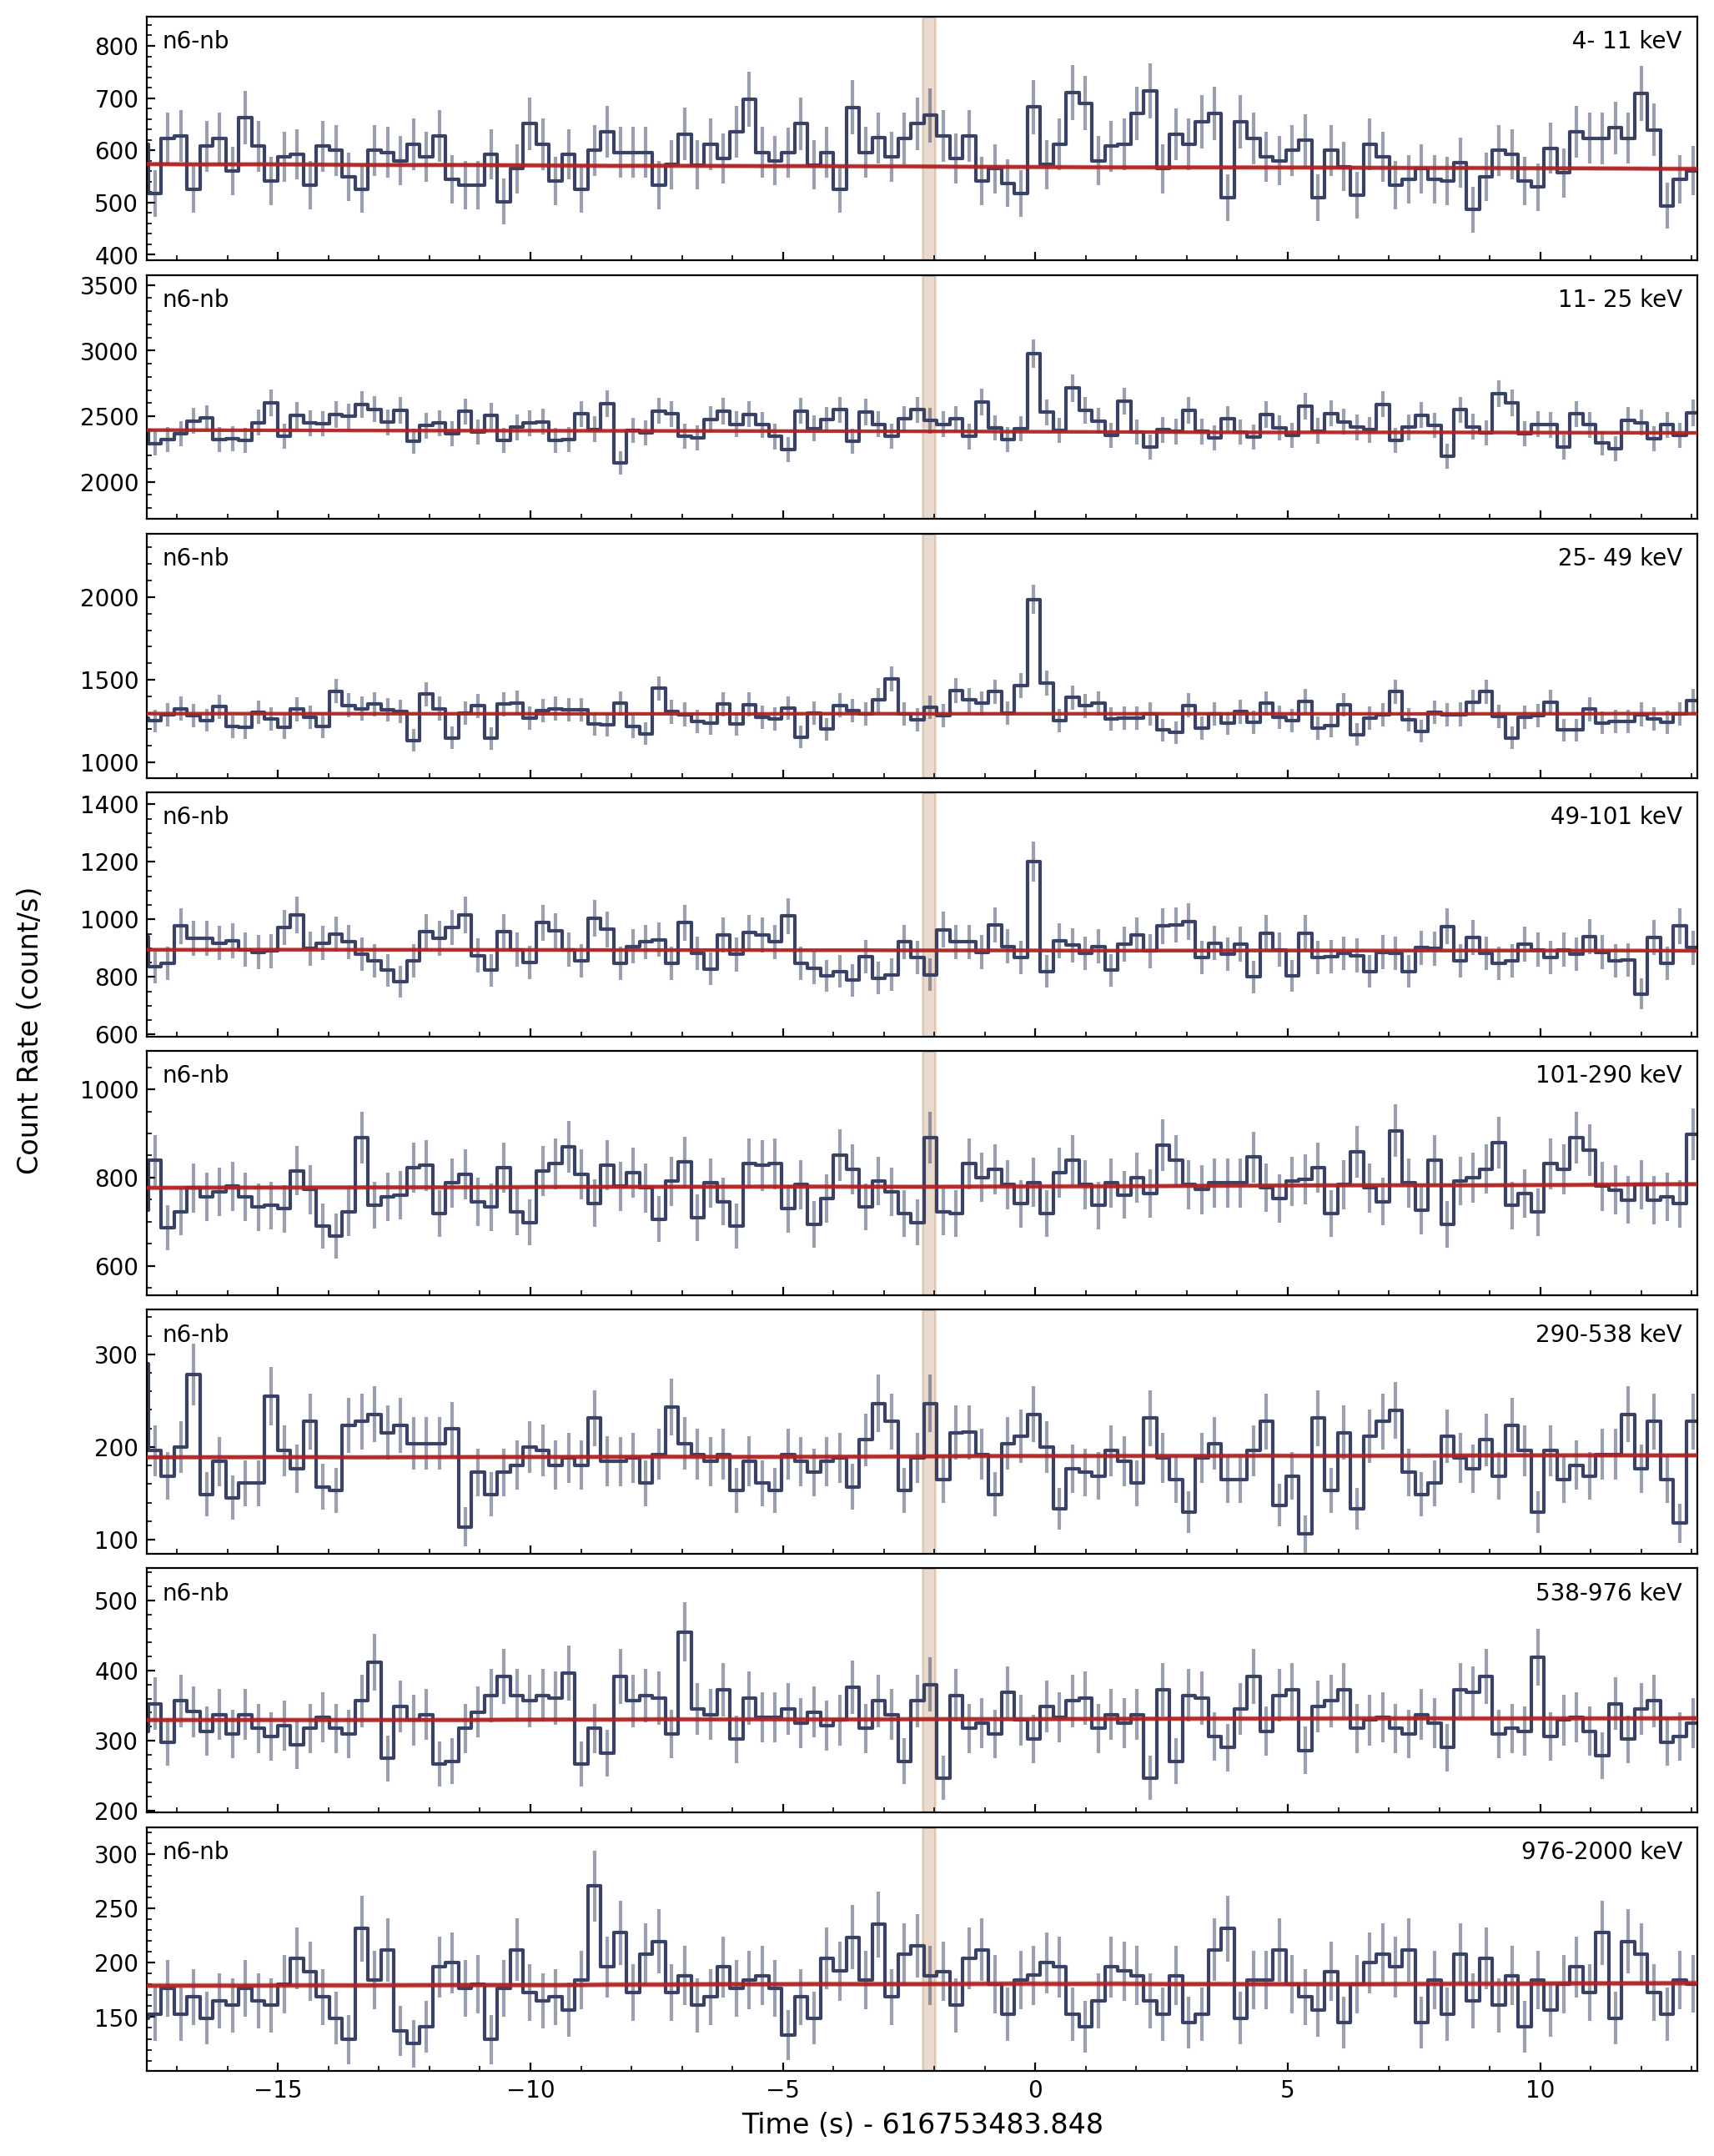 n6-nb 4- 11 keV
800
700
600
500
400
n6-nb 11- 25 keV
3500
3000
2500
2000
n6-nb 25- 49 keV
2000
1500
1000
n6-nb 49-101 keV
1400
1200
1000
800
600
n6-nb 101-290 keV
1000
800
600
n6-nb 290-538 keV
300
200
100
n6-nb 538-976 keV
500
400
300
200
n6-nb 976-2000 keV
300
250
200
150
Count Rate (count/s)
−15 −10 −5 0 5 10
Time (s) - 616753483.848